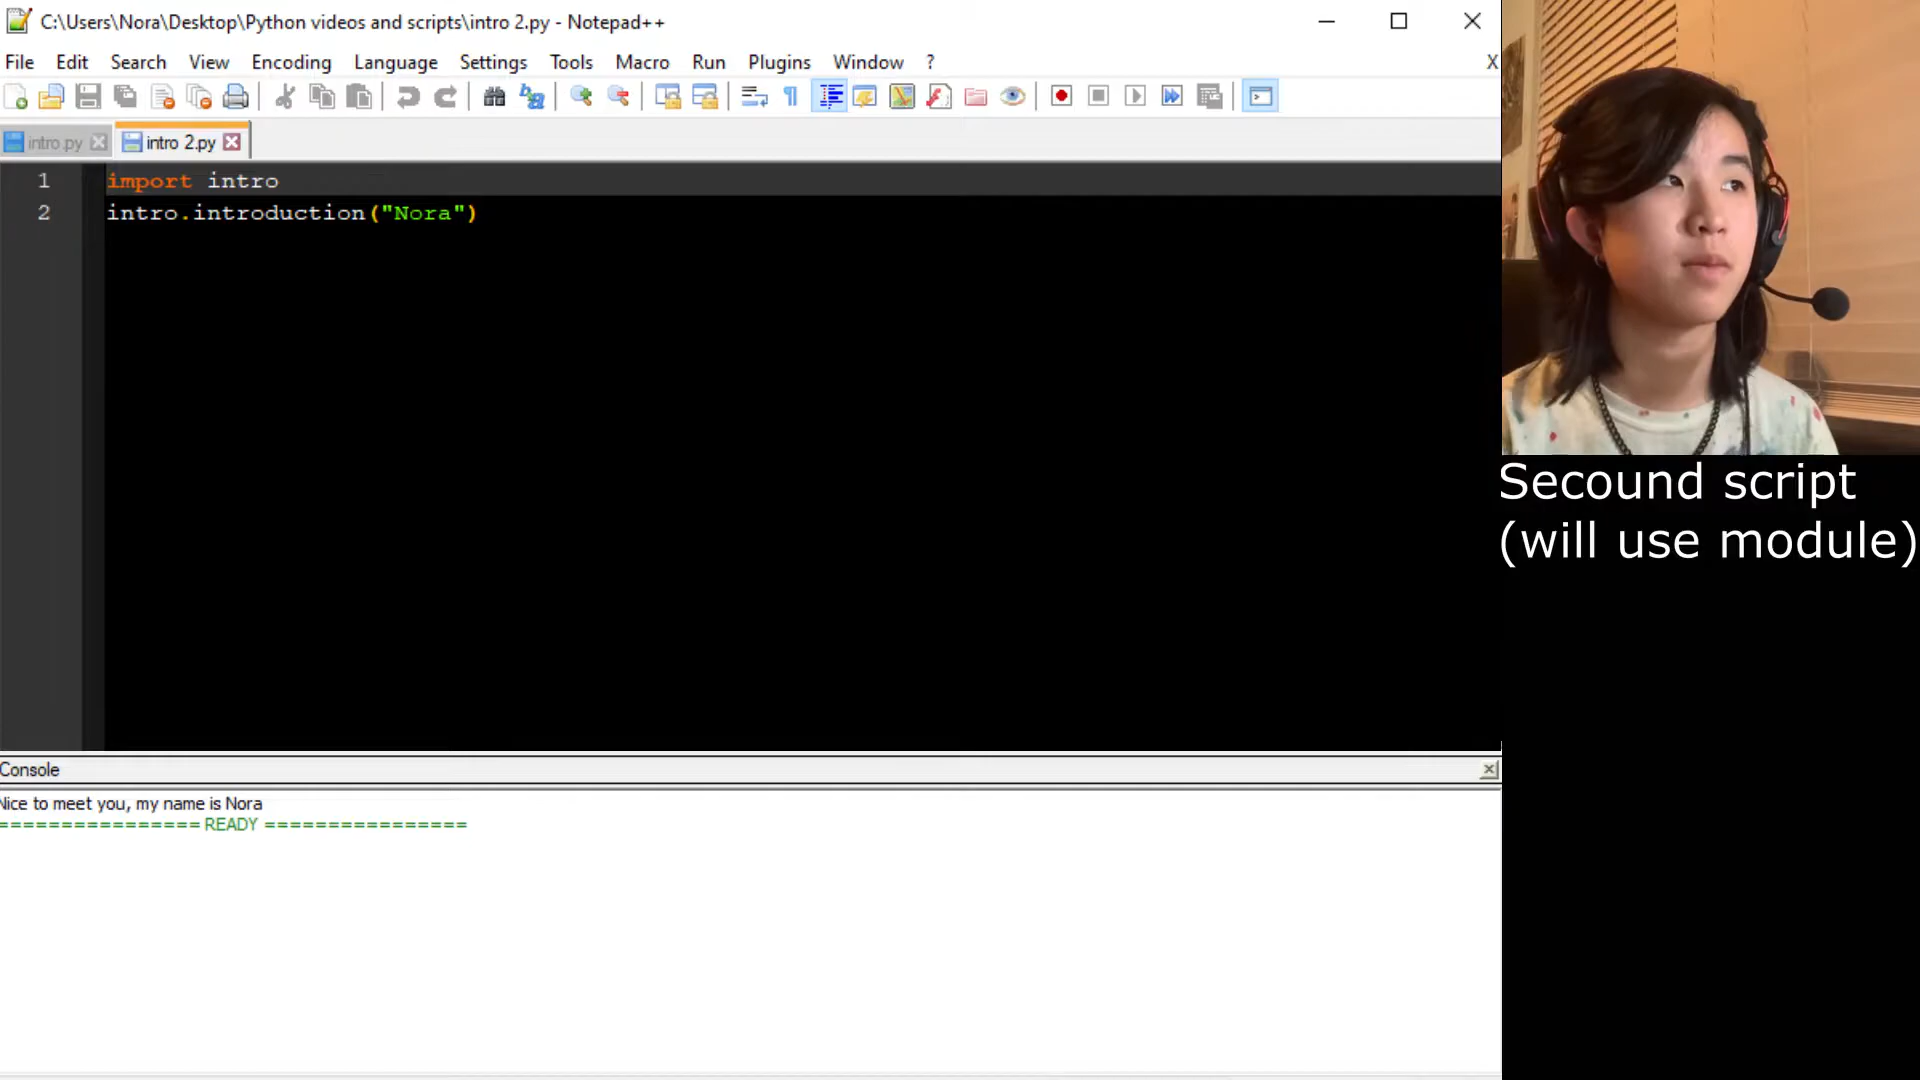 C:\Users\Nora\Desktop\Python videos and scripts\intro 2.py - Notepad++
File Edit Search View Encoding Language Settings Tools Macro Run Plugins Window ? X
intro.py intro 2.py
1 import intro
2 intro.introduction("Nora")
Secound script
(will use module)
Console
Nice to meet you, my name is Nora
================ READY ================